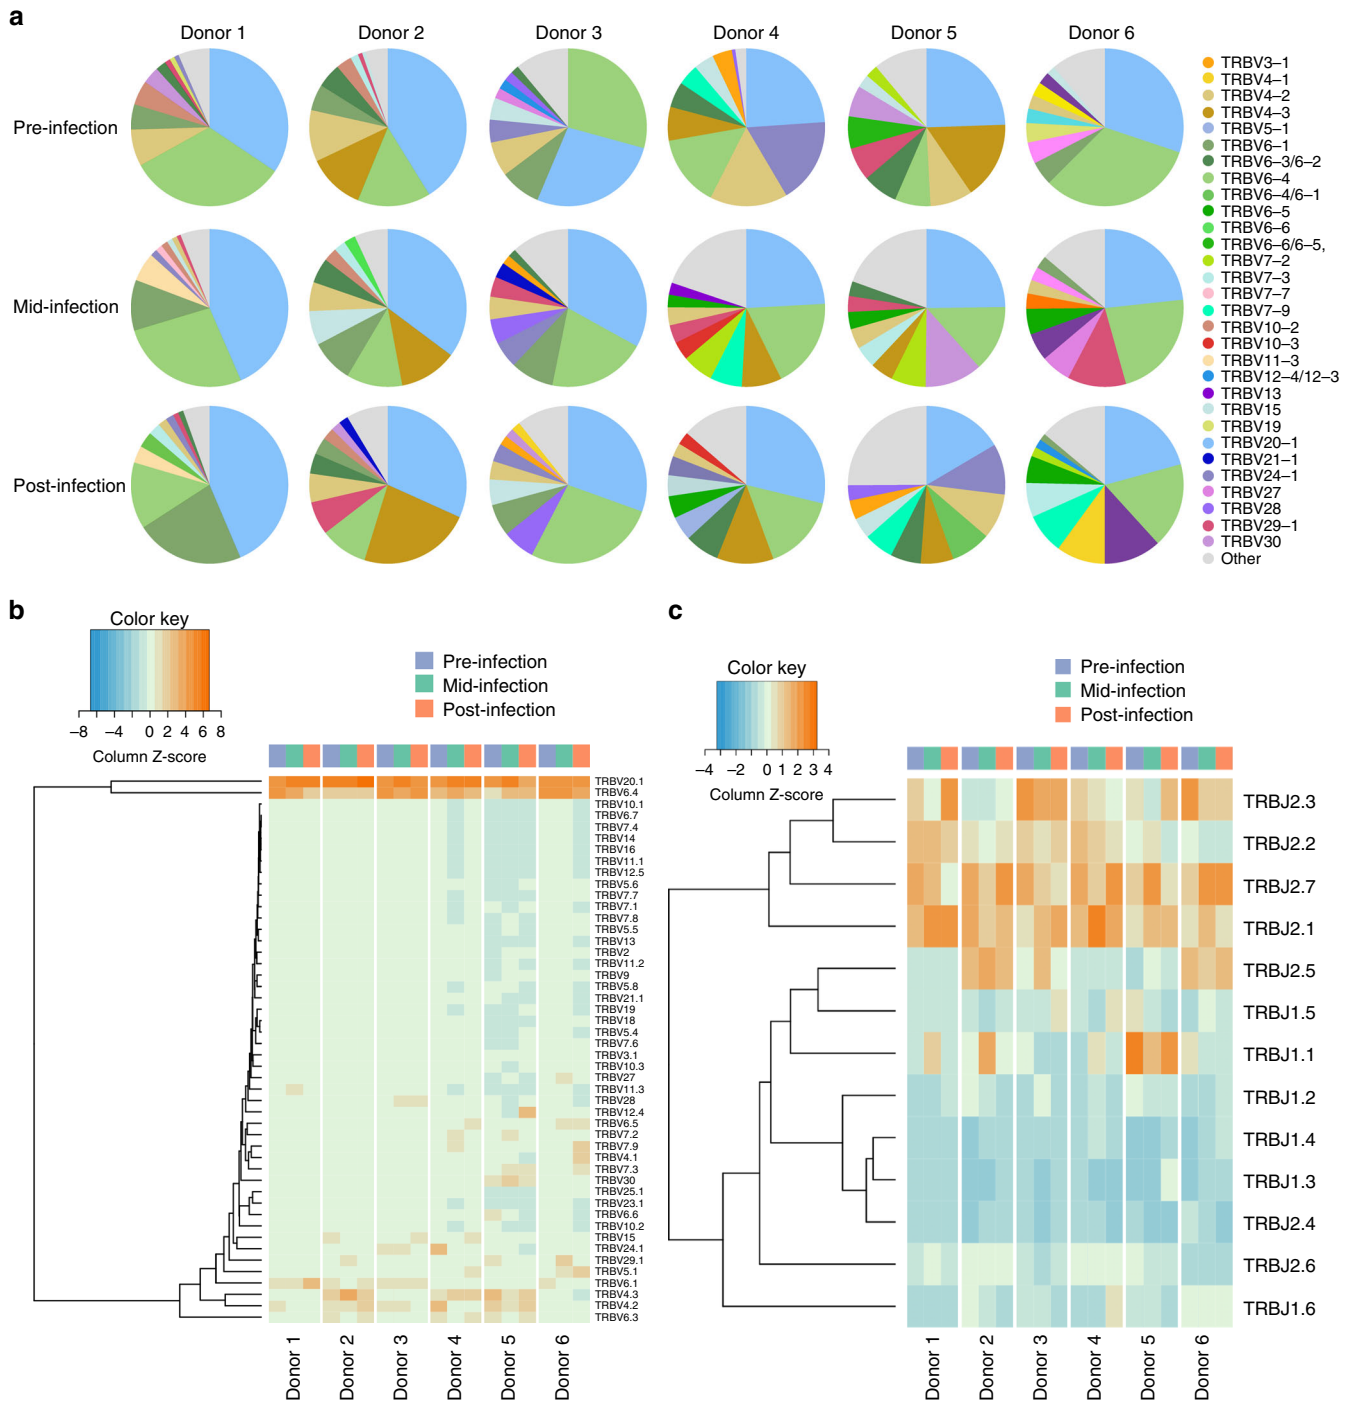 a
Donor 1
Donor 2
Donor 3
Donor 4
Donor 5
Donor 6
Pre-infection
Mid-infection
Post-infection
TRBV3–1
TRBV4–1
TRBV4–2
TRBV4–3
TRBV5–1
TRBV6–1
TRBV6–3/6–2
TRBV6–4
TRBV6–4/6–1
TRBV6–5
TRBV6–6
TRBV6–6/6–5,
TRBV7–2
TRBV7–3
TRBV7–7
TRBV7–9
TRBV10–2
TRBV10–3
TRBV11–3
TRBV12–4/12–3
TRBV13
TRBV15
TRBV19
TRBV20–1
TRBV21–1
TRBV24–1
TRBV27
TRBV28
TRBV29–1
TRBV30
Other
b
Color key
–8 –4 0 2 4 6 8
Column Z-score
Pre-infection
Mid-infection
Post-infection
TRBV20.1
TRBV6.4
TRBV10.1
TRBV6.7
TRBV7.4
TRBV14
TRBV16
TRBV11.1
TRBV12.5
TRBV5.6
TRBV7.7
TRBV7.1
TRBV7.8
TRBV5.5
TRBV13
TRBV2
TRBV11.2
TRBV9
TRBV5.8
TRBV21.1
TRBV19
TRBV18
TRBV5.4
TRBV7.6
TRBV3.1
TRBV10.3
TRBV27
TRBV11.3
TRBV28
TRBV12.4
TRBV6.5
TRBV7.2
TRBV7.9
TRBV4.1
TRBV7.3
TRBV30
TRBV25.1
TRBV23.1
TRBV6.6
TRBV10.2
TRBV15
TRBV24.1
TRBV29.1
TRBV5.1
TRBV6.1
TRBV4.3
TRBV4.2
TRBV6.3
Donor 1
Donor 2
Donor 3
Donor 4
Donor 5
Donor 6
c
Color key
–4 –2 0 2 3 4
Column Z-score
Pre-infection
Mid-infection
Post-infection
TRBJ2.3
TRBJ2.2
TRBJ2.7
TRBJ2.1
TRBJ2.5
TRBJ1.5
TRBJ1.1
TRBJ1.2
TRBJ1.4
TRBJ1.3
TRBJ2.4
TRBJ2.6
TRBJ1.6
Donor 1
Donor 2
Donor 3
Donor 4
Donor 5
Donor 6